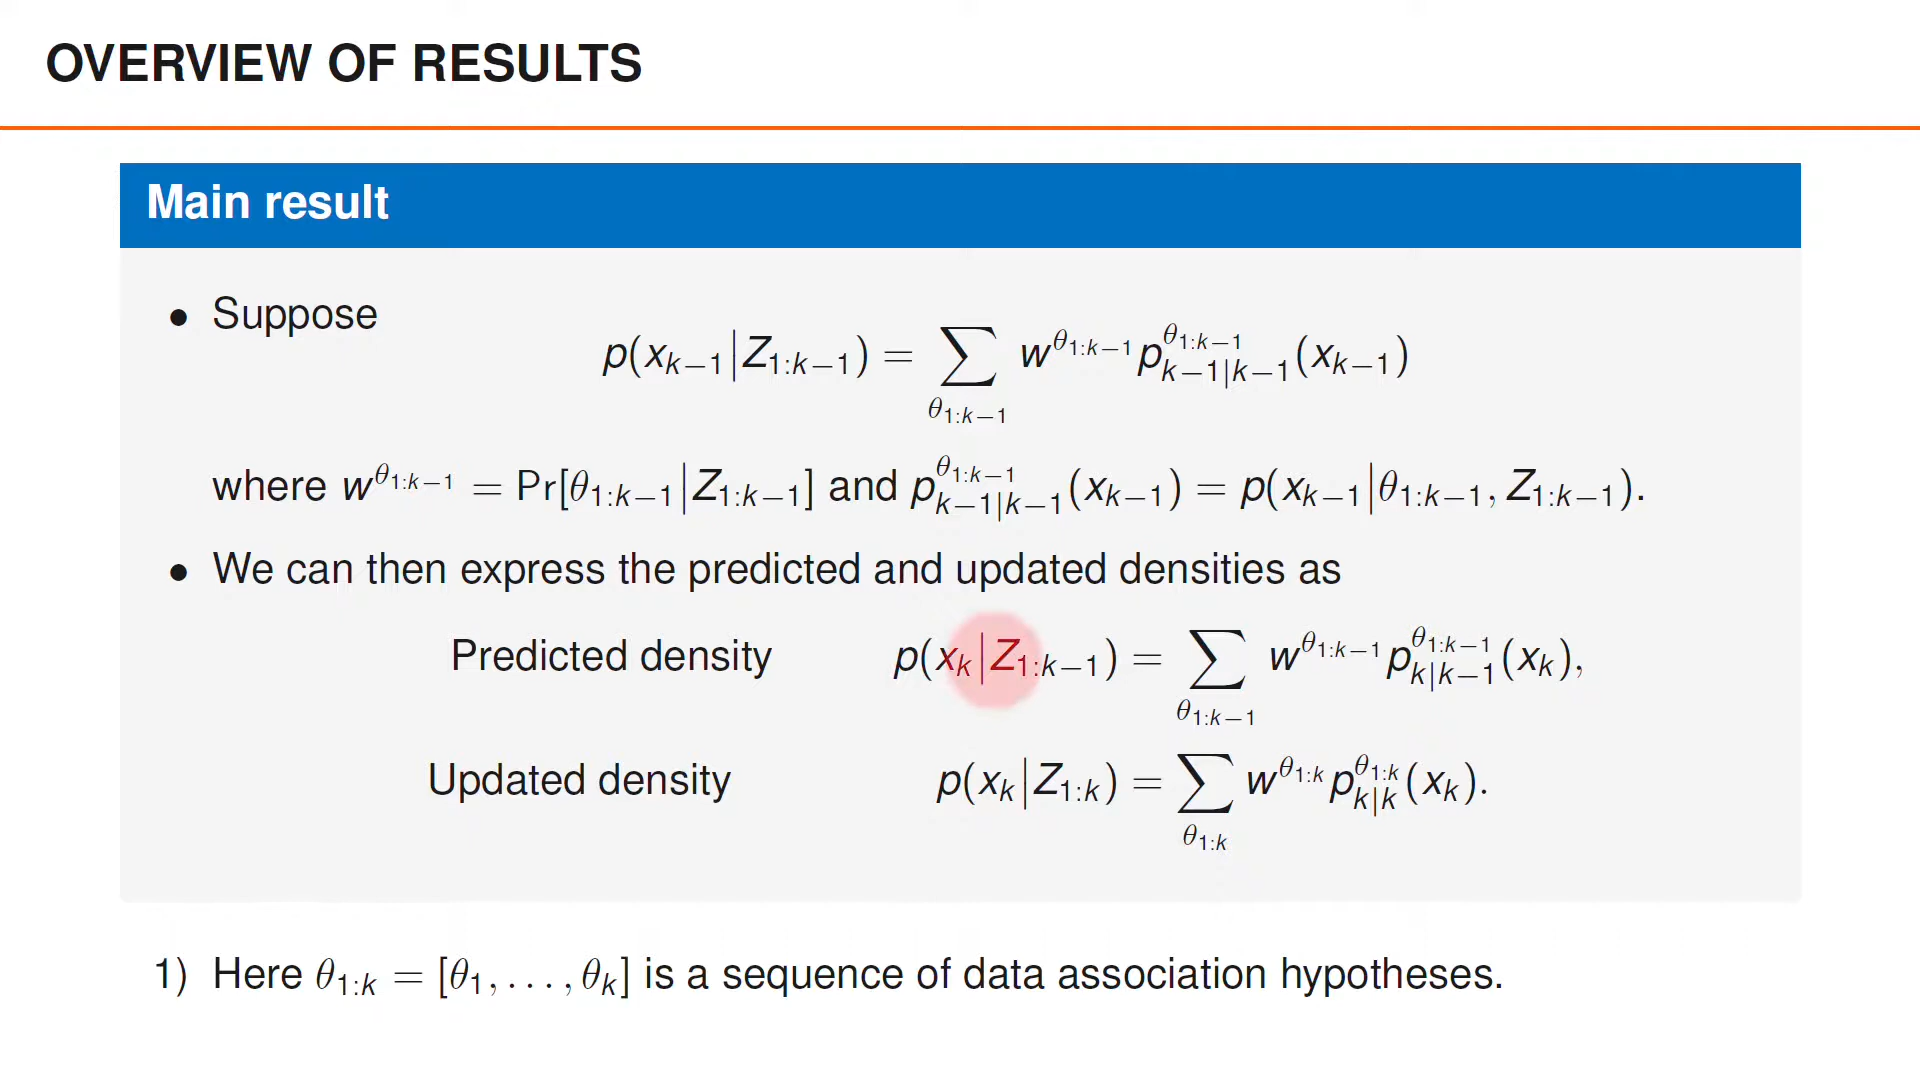 OVERVIEW OF RESULTS
Main result
• Suppose
p(x_{k−1}|Z_{1:k−1}) = ∑_{θ_{1:k−1}} w^{θ_{1:k−1}} p_{k−1|k−1}^{θ_{1:k−1}}(x_{k−1})
where w^{θ_{1:k−1}} = Pr[θ_{1:k−1}|Z_{1:k−1}] and p_{k−1|k−1}^{θ_{1:k−1}}(x_{k−1}) = p(x_{k−1}|θ_{1:k−1}, Z_{1:k−1}).
• We can then express the predicted and updated densities as
Predicted density p(x_k|Z_{1:k−1}) = ∑_{θ_{1:k−1}} w^{θ_{1:k−1}} p_{k|k−1}^{θ_{1:k−1}}(x_k),
Updated density p(x_k|Z_{1:k}) = ∑_{θ_{1:k}} w^{θ_{1:k}} p_{k|k}^{θ_{1:k}}(x_k).
1) Here θ_{1:k} = [θ_1, . . . , θ_k] is a sequence of data association hypotheses.